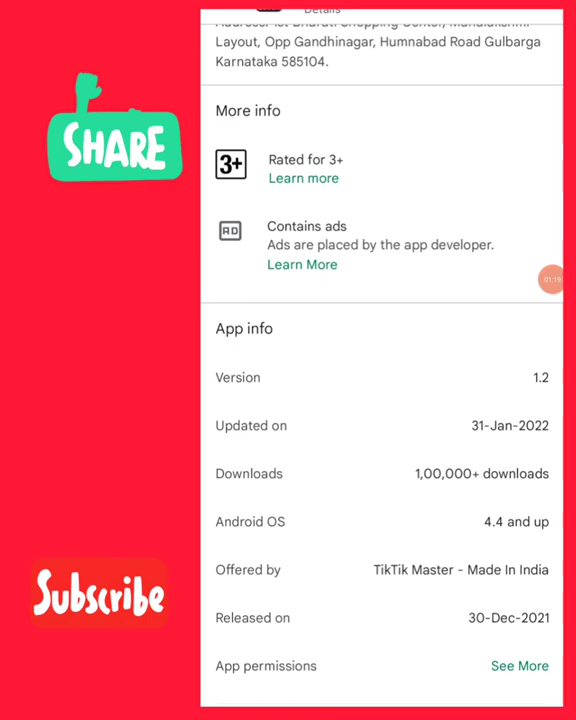 Details
Layout, Opp Gandhinagar, Humnabad Road Gulbarga
Karnataka 585104.
SHARE
More info
3+
Rated for 3+
Learn more
AD
Contains ads
Ads are placed by the app developer.
Learn More
01:19
App info
Version 1.2
Updated on 31-Jan-2022
Downloads 1,00,000+ downloads
Android OS 4.4 and up
Offered by TikTik Master - Made In India
Subscribe
Released on 30-Dec-2021
App permissions See More